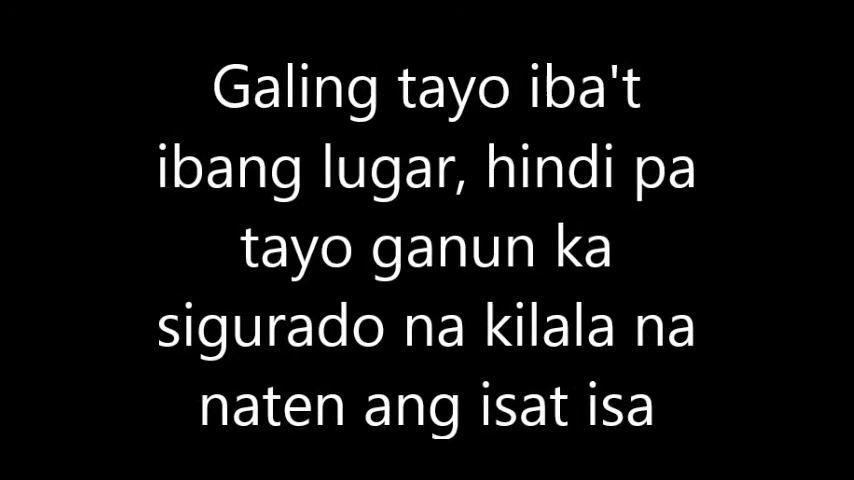 Galing tayo iba't
ibang lugar, hindi pa
tayo ganun ka
sigurado na kilala na
naten ang isat isa